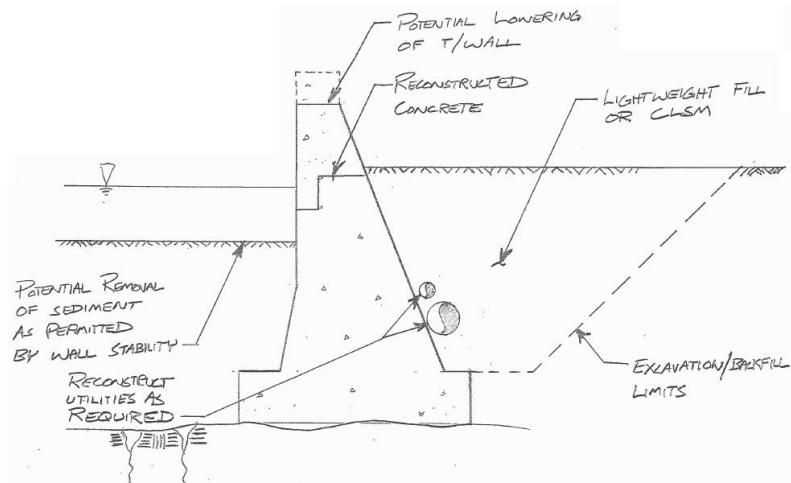 POTENTIAL LOWERING
OF T/WALL
RECONSTRUCTED
CONCRETE
LIGHTWEIGHT FILL
OR CLSM
POTENTIAL REMOVAL
OF SEDIMENT
AS PERMITTED
BY WALL STABILITY
RECONSTRUCT
UTILITIES AS
REQUIRED
EXCAVATION/BACKFILL
LIMITS